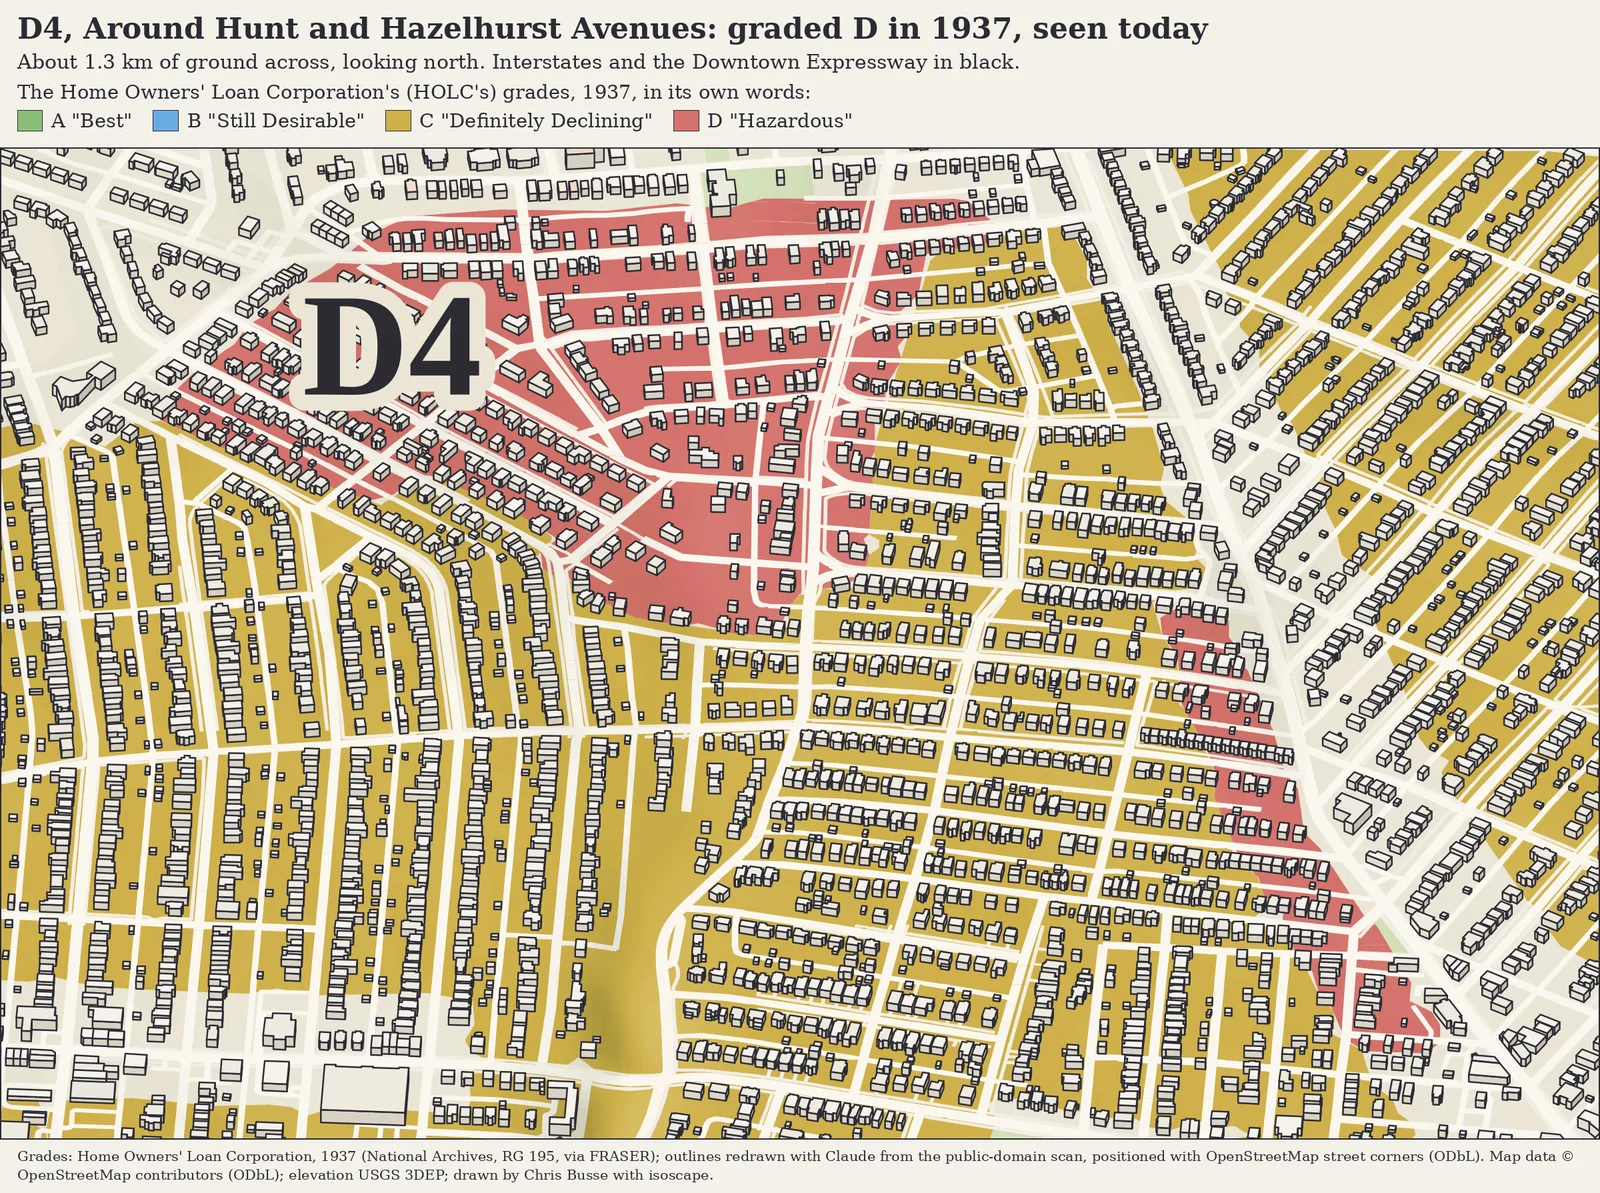 D4, Around Hunt and Hazelhurst Avenues: graded D in 1937, seen today
About 1.3 km of ground across, looking north. Interstates and the Downtown Expressway in black.
The Home Owners' Loan Corporation's (HOLC's) grades, 1937, in its own words:
A "Best" B "Still Desirable" C "Definitely Declining" D "Hazardous"
D4
Grades: Home Owners' Loan Corporation, 1937 (National Archives, RG 195, via FRASER); outlines redrawn with Claude from the public-domain scan, positioned with OpenStreetMap street corners (ODbL). Map data ©
OpenStreetMap contributors (ODbL); elevation USGS 3DEP; drawn by Chris Busse with isoscape.